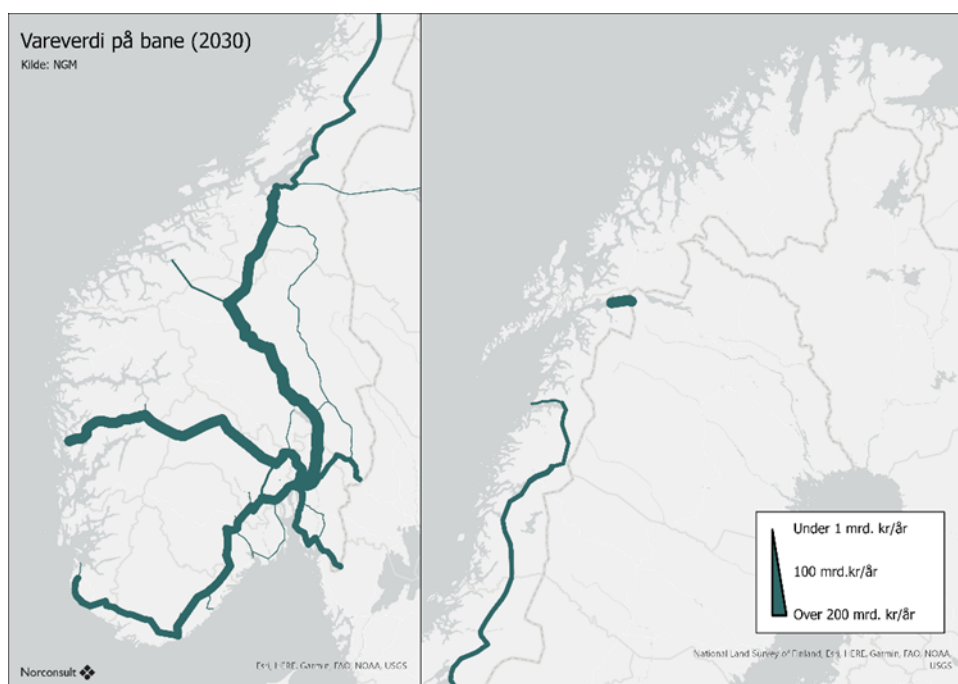 Vareverdi på bane (2030)
Kilde: NGM
Under 1 mrd. kr/år
100 mrd.kr/år
Over 200 mrd. kr/år
Norconsult
Esri, HERE, Garmin, FAO, NOAA, USGS
National Land Survey of Finland, Esri, HERE, Garmin, FAO, NOAA,
USGS